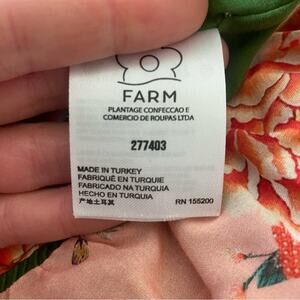 FARM
PLANTAGE CONFECCAO E
COMERCIO DE ROUPAS LTDA
277403
MADE IN TURKEY
FABRIQUÉ EN TURQUIE
FABRICADO NA TURQUIA
HECHO EN TURQUIA
产地土耳其
RN 155200